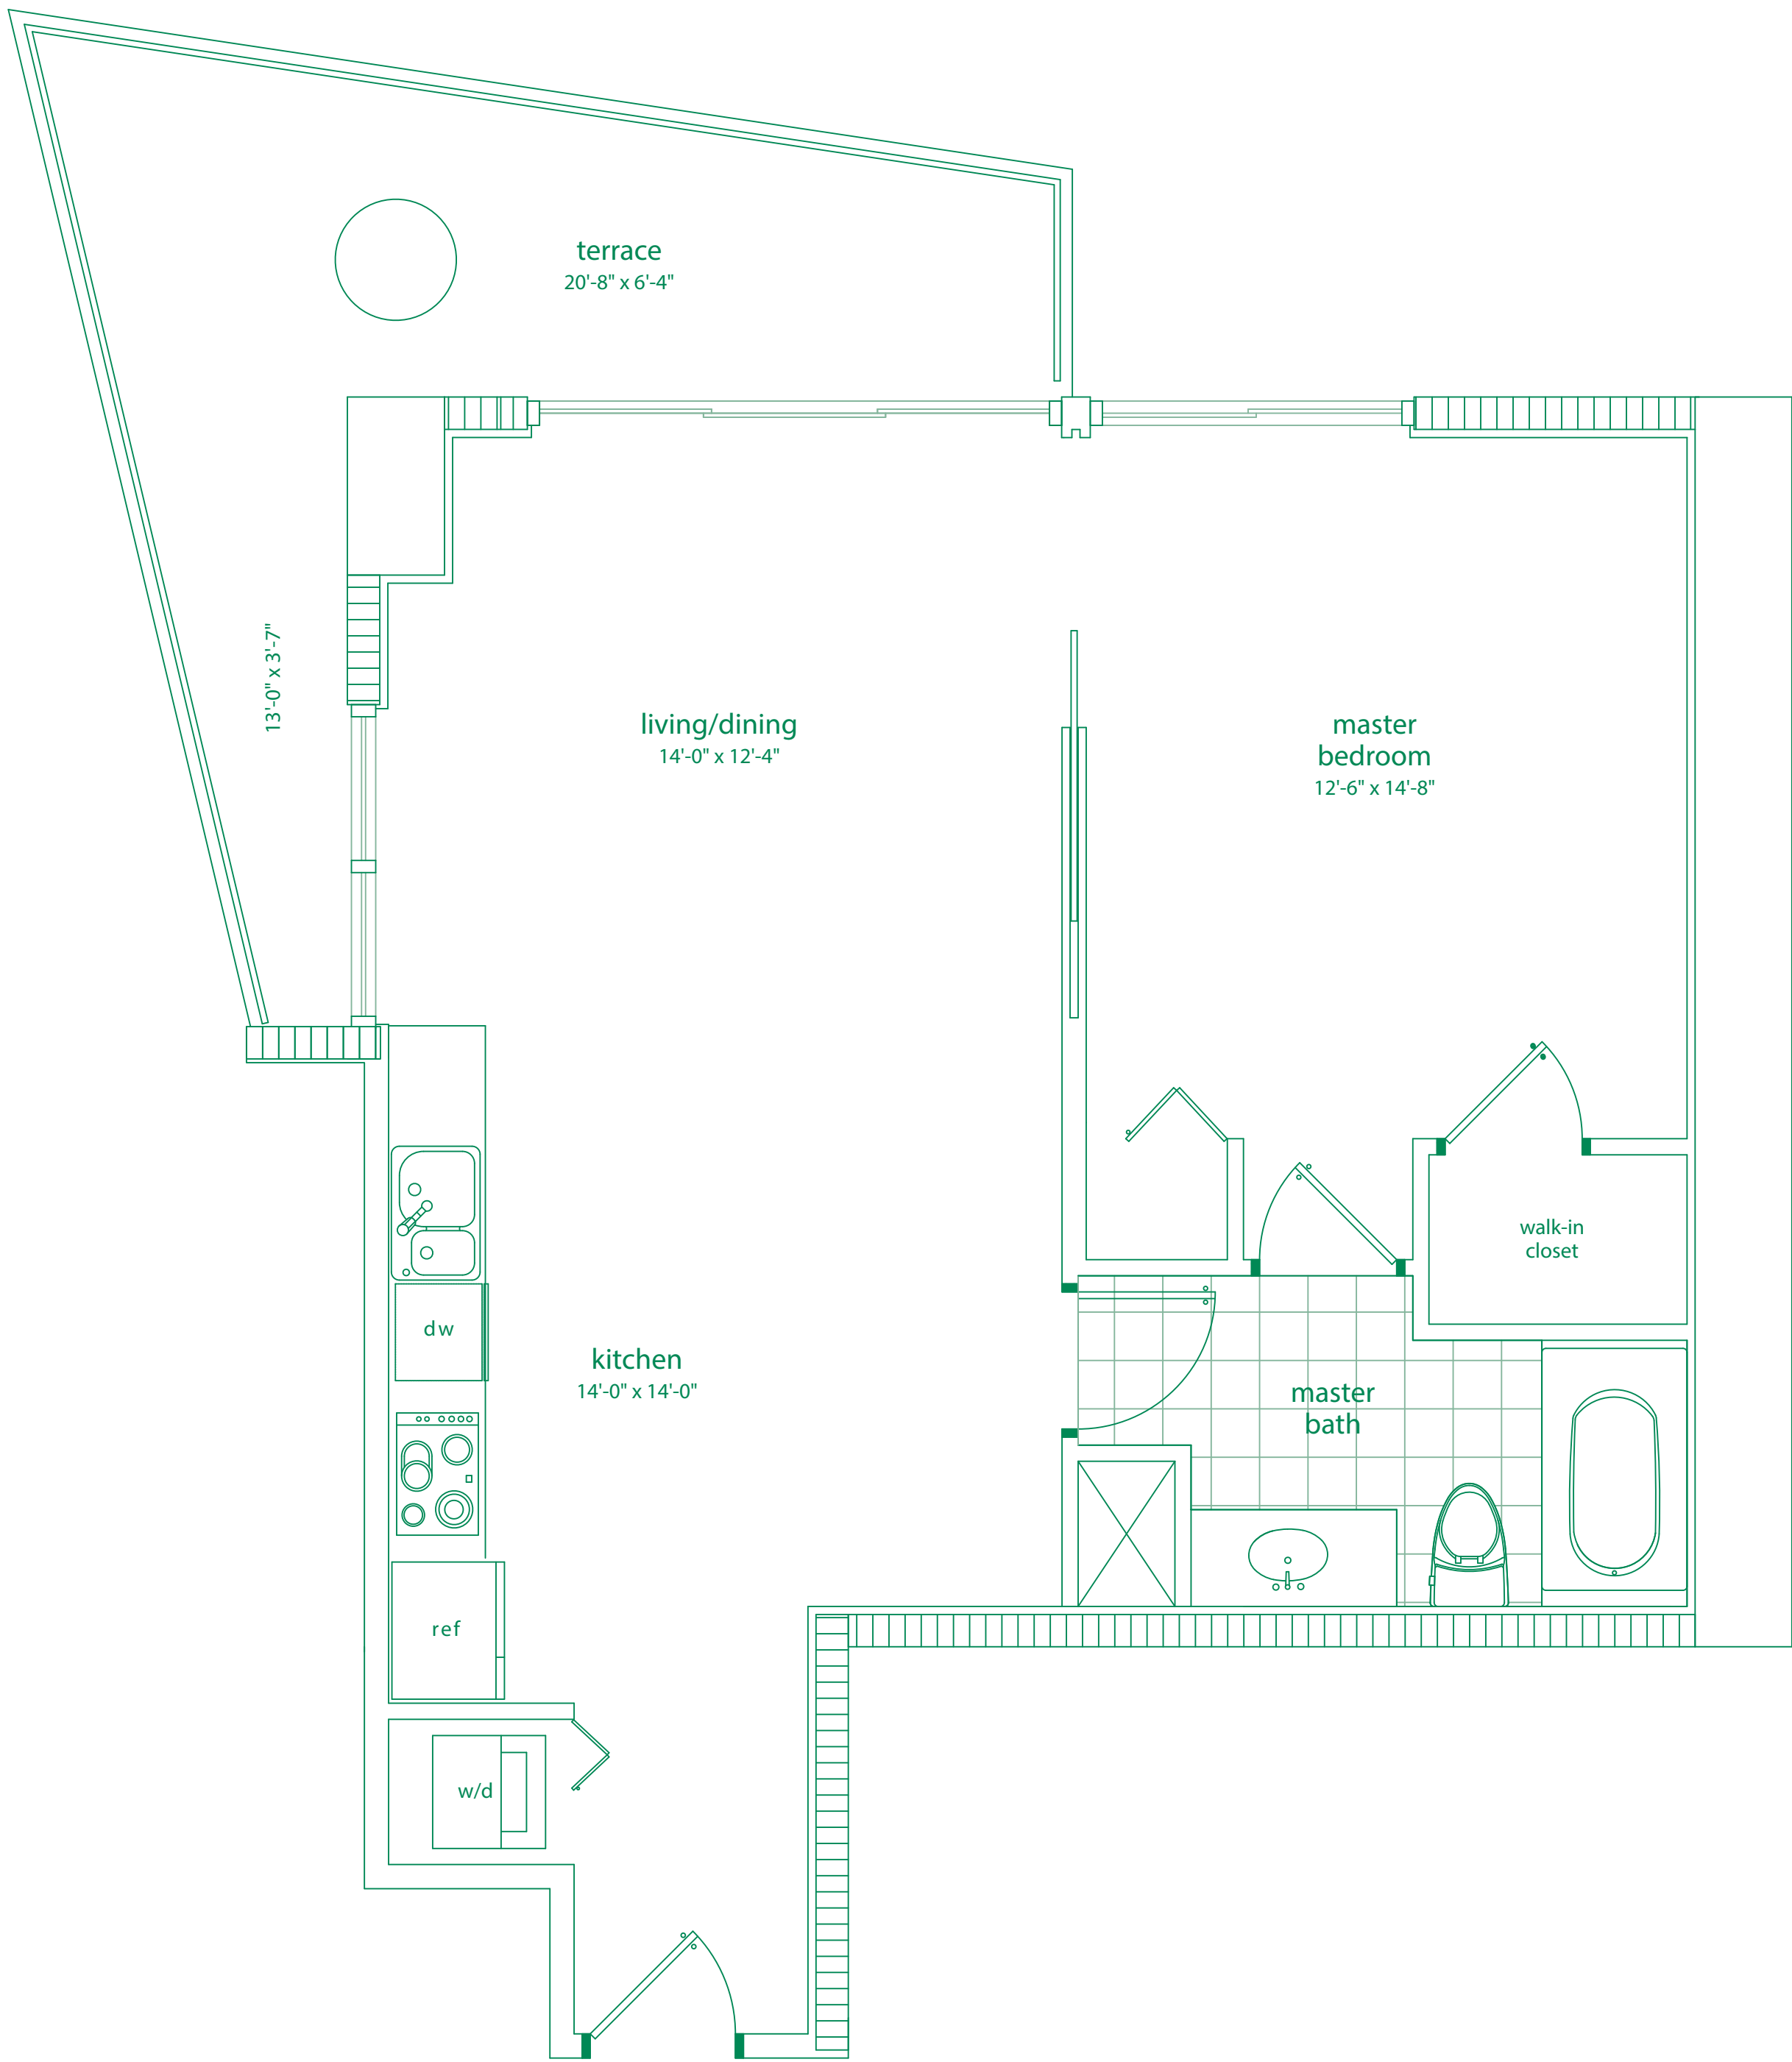 terrace
20'-8" x 6'-4"
13'-0" x 3'-7"
living/dining
14'-0" x 12'-4"
master
bedroom
12'-6" x 14'-8"
walk-in
closet
dw
kitchen
14'-0" x 14'-0"
master
bath
ref
w/d